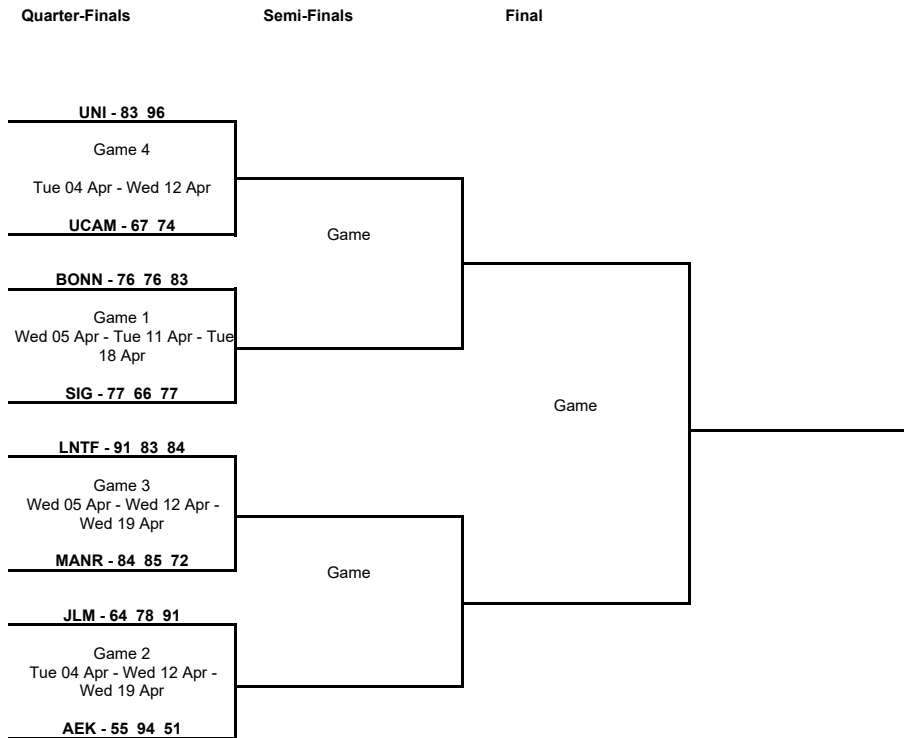 Quarter-Finals Semi-Finals Final
UNI - 83 96
Game 4
Tue 04 Apr - Wed 12 Apr
UCAM - 67 74
Game
BONN - 76 76 83
Game 1
Wed 05 Apr - Tue 11 Apr - Tue
18 Apr
SIG - 77 66 77
Game
LNTF - 91 83 84
Game 3
Wed 05 Apr - Wed 12 Apr -
Wed 19 Apr
MANR - 84 85 72
Game
JLM - 64 78 91
Game 2
Tue 04 Apr - Wed 12 Apr -
Wed 19 Apr
AEK - 55 94 51